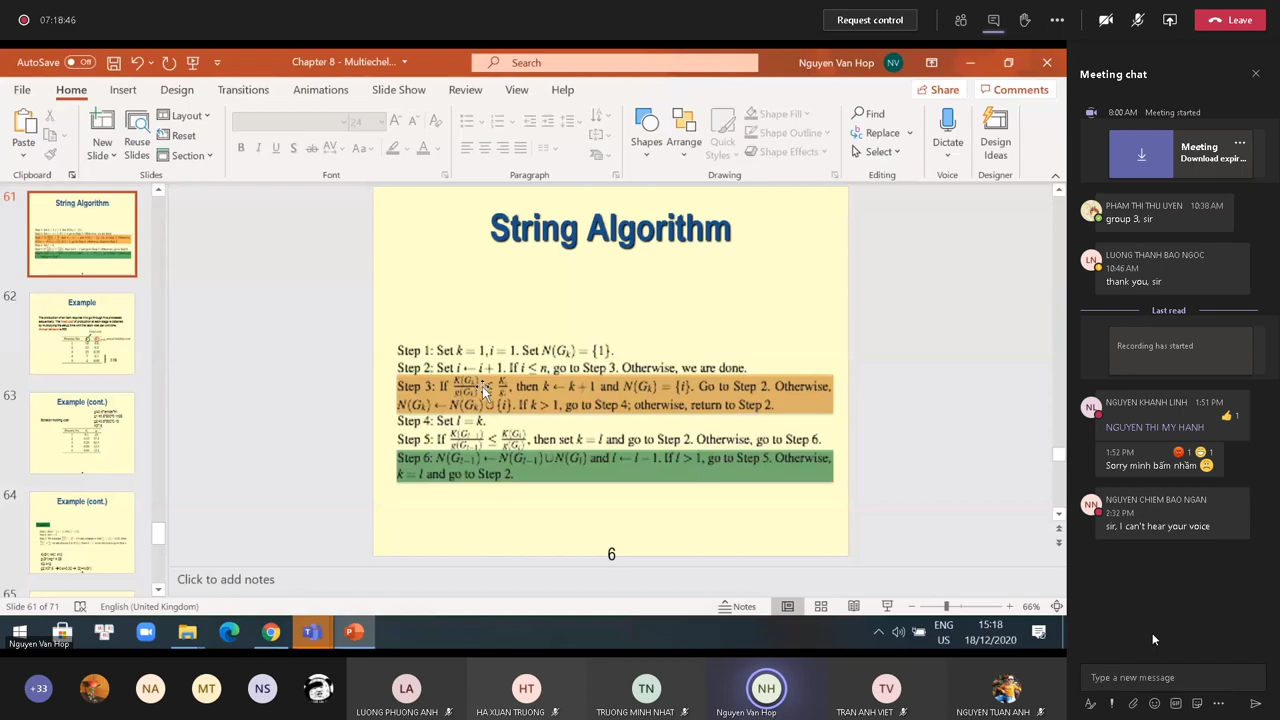 07:18:46
Request control
Leave
AutoSave Off
Chapter 8 - Multiechel...
Search
Nguyen Van Hop NV
File Home Insert Design Transitions Animations Slide Show Review View Help
Share Comments
Paste
New Slide
Reuse Slides
Layout
Reset
Section
24
Shapes Arrange Quick Styles
Shape Fill
Shape Outline
Shape Effects
Find
Replace
Select
Dictate
Design Ideas
Clipboard Font Paragraph Drawing Editing Voice Designer
61
String Algorithm
62
Example
63
Example (cont.)
64
Example (cont.)
65
String Algorithm
Step 1: Set k = 1, i = 1. Set N(G_k) = {1}.
Step 2: Set i ← i + 1. If i ≤ n, go to Step 3. Otherwise, we are done.
Step 3: If then k ← k + 1 and N(G_k) = {i}. Go to Step 2. Otherwise,
N(G_k) ← N(G_k) {i}. If k > 1, go to Step 4; otherwise, return to Step 2.
Step 4: Set l = k.
Step 5: If then set k = l and go to Step 2. Otherwise, go to Step 6.
Step 6: N(G_{l−1}) ← N(G_{l−1}) ∪ N(G_l) and l ← l − 1. If l > 1, go to Step 5. Otherwise,
k = l and go to Step 2.
6
Click to add notes
Slide 61 of 71 English (United Kingdom)
Notes
66%
Nguyen Van Hop
ENG
US
15:18
18/12/2020
+33
NA
MT
NS
LA
LUONG PHUONG ANH
HT
HA XUAN TRUONG
TN
TRUONG MINH NHAT
NH
Nguyen Van Hop
TV
TRAN ANH VIET
NGUYEN TUAN ANH
Meeting chat
8:00 AM Meeting started
Meeting
Download expir...
PHAM THI THU UYEN 10:38 AM
group 3, sir
LN
LUONG THANH BAO NGOC
10:46 AM
thank you, sir
Last read
Recording has started
NL
NGUYEN KHANH LINH 1:51 PM
1
NGUYEN THI MY HANH
1:52 PM 1 1
Sorry mình bấm nhầm
NN
NGUYEN CHIEM BAO NGAN
2:32 PM
sir, I can't hear your voice
Type a new message